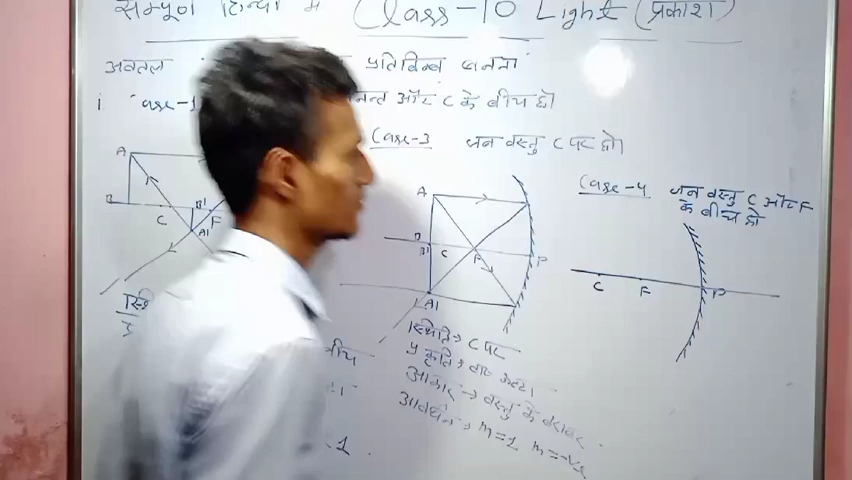 सम्पूर्ण हिन्दी में Class-10 Light (प्रकाश)
अवतल प्रतिबिम्ब बनना
i
और C के बीच हो
Case-3 जब वस्तु C पर हो।
Case-4 जब वस्तु C और F
के बीच हो
A
B
C
B'
F
A'
A
B
B'
C
F
P
A'
C
F
P
स्थिति → C पर
प्रकृति → वा० उल्टा
आकार → वस्तु के बराबर
आवर्धन → m=1 m=-ve